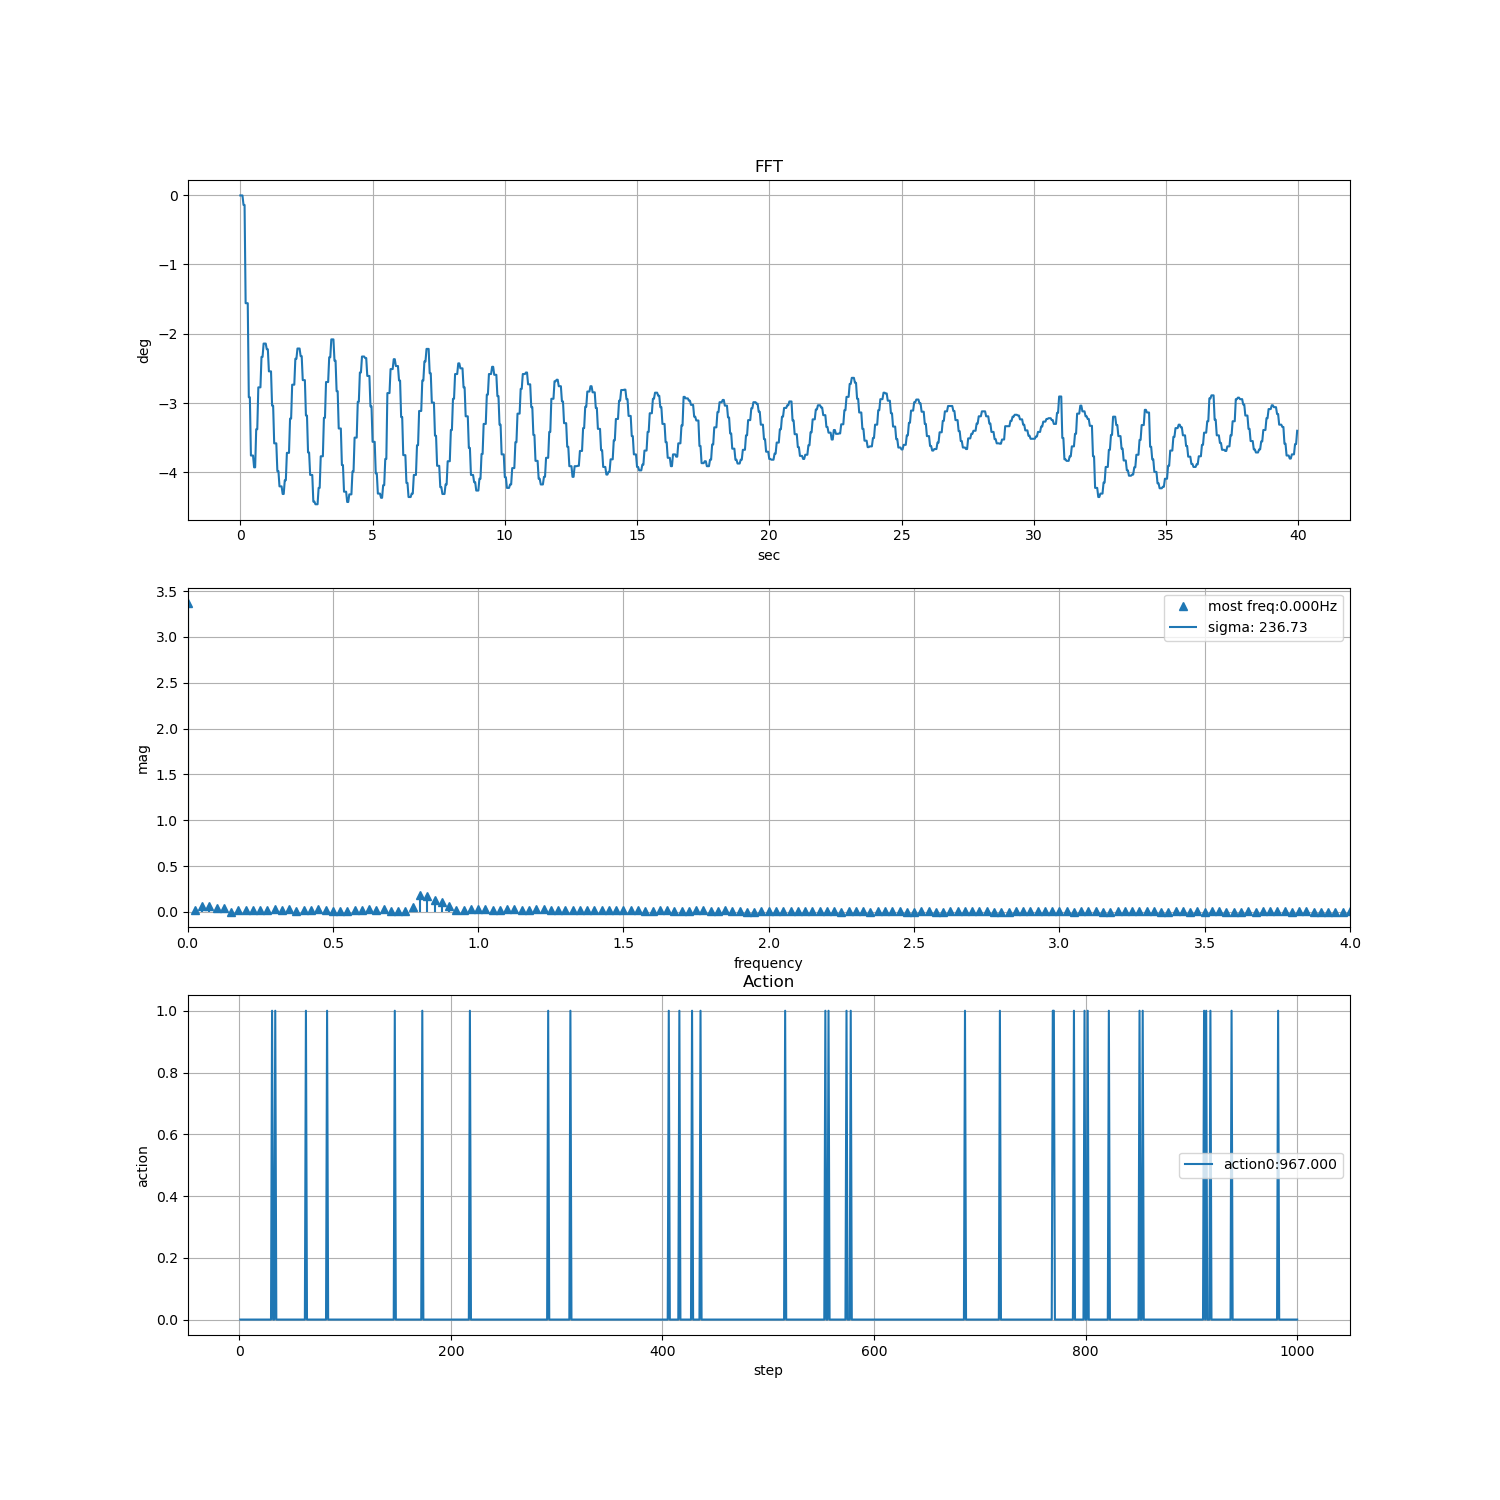 FFT
0
−1
−2
−3
−4
deg
0 5 10 15 20 25 30 35 40
sec
3.5
3.0
2.5
2.0
1.5
1.0
0.5
0.0
mag
most freq:0.000Hz
sigma: 236.73
0.0 0.5 1.0 1.5 2.0 2.5 3.0 3.5 4.0
frequency
Action
1.0
0.8
0.6
0.4
0.2
0.0
action
action0:967.000
0 200 400 600 800 1000
step